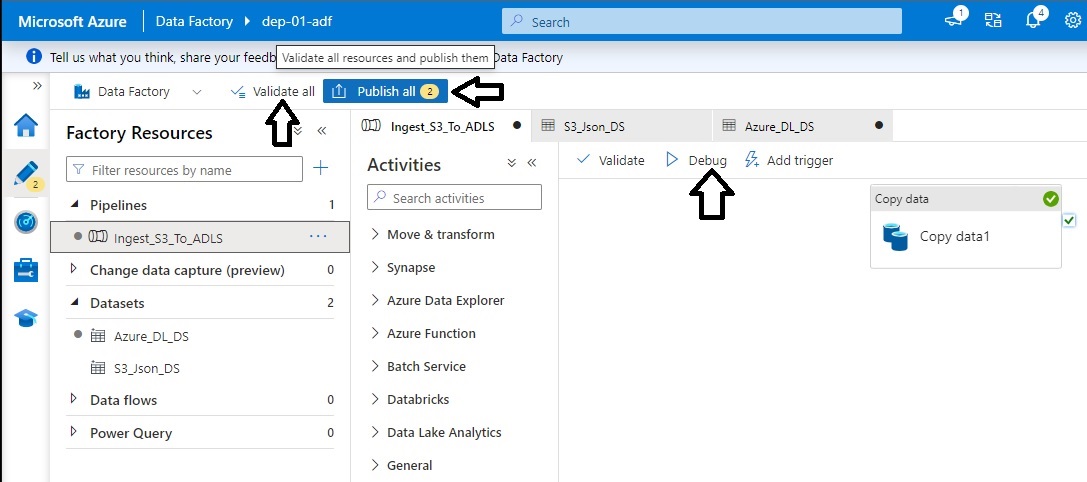 Microsoft Azure
Data Factory
dep-01-adf
Search
1
4
Tell us what you think, share your feedb
Data Factory
Validate all resources and publish them
Data Factory
Validate all
Publish all
2
Factory Resources
Filter resources by name
2
Pipelines
1
Ingest_S3_To_ADLS
...
Change data capture (preview)
0
Datasets
2
Azure_DL_DS
S3_Json_DS
Data flows
0
Power Query
0
Ingest_S3_To_ADLS
S3_Json_DS
Azure_DL_DS
Activities
Search activities
Move & transform
Synapse
Azure Data Explorer
Azure Function
Batch Service
Databricks
Data Lake Analytics
General
Validate
Debug
Add trigger
Copy data
Copy data1